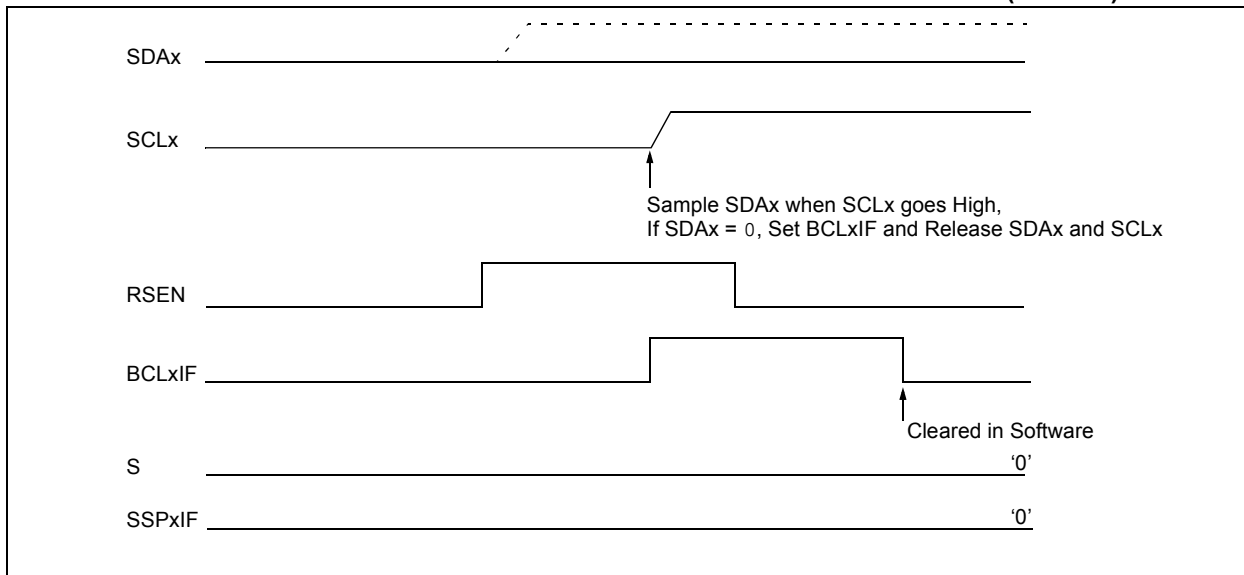 SDAx
SCLx
Sample SDAx when SCLx goes High,
If SDAx = 0, Set BCLxIF and Release SDAx and SCLx
RSEN
BCLxIF
Cleared in Software
S
‘0’
SSPxIF
‘0’